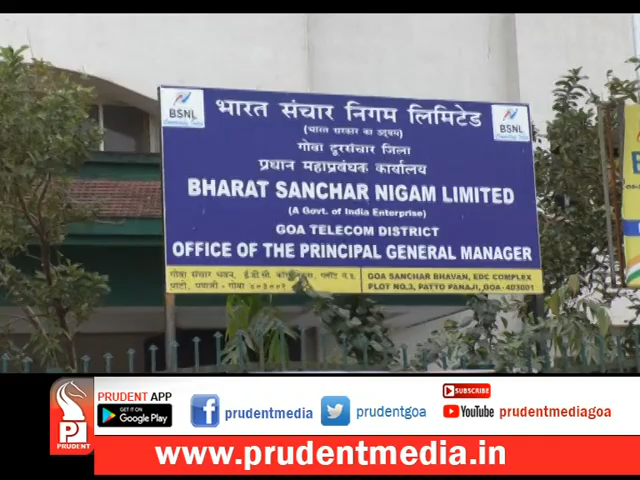 BSNL
भारत संचार निगम लिमिटेड
BSNL
(भारत सरकार का उद्यम)
गोवा दूरसंचार जिला
प्रधान महाप्रबंधक कार्यालय
BHARAT SANCHAR NIGAM LIMITED
(A Govt. of India Enterprise)
GOA TELECOM DISTRICT
OFFICE OF THE PRINCIPAL GENERAL MANAGER
गोवा संचार भवन, ई.डी.सी
GOA SANCHAR BHAVAN, EDC COMPLEX
PLOT NO.3, PATTO PANAJI, GOA-403001
PRUDENT
PRUDENT APP
GET IT ON
Google Play
prudentmedia
prudentgoa
SUBSCRIBE
YouTube prudentmediagoa
www.prudentmedia.in